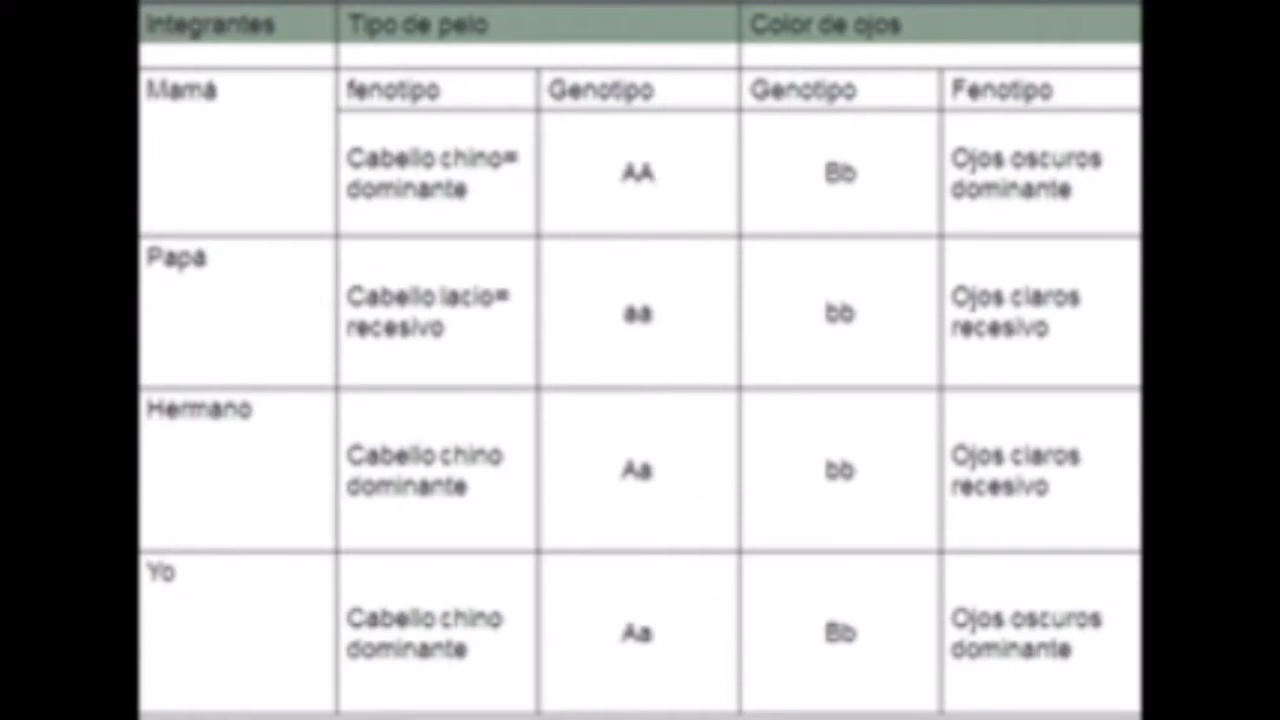 Integrantes Tipo de pelo Color de ojos
Mamá fenotipo Genotipo Genotipo Fenotipo
Cabello chino= AA Bb Ojos oscuros
dominante dominante
Papá
Cabello lacio= aa bb Ojos claros
recesivo recesivo
Hermano
Cabello chino Aa bb Ojos claros
dominante recesivo
Yo
Cabello chino Aa Bb Ojos oscuros
dominante dominante